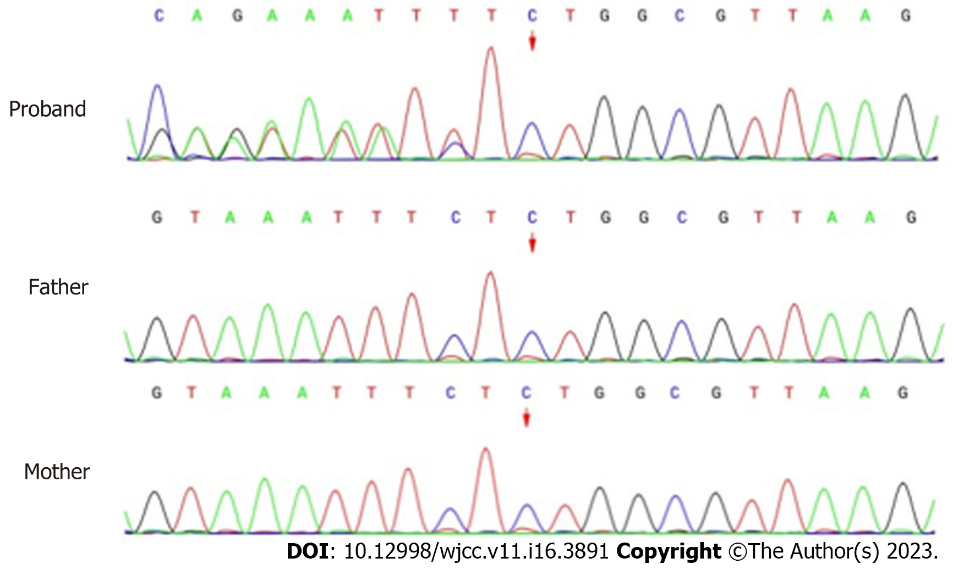 C A G A A A T T T T C T G G C G T T A A G
Proband
G T A A A T T T C T C T G G C G T T A A G
Father
G T A A A T T T C T C T G G C G T T A A G
Mother
DOI: 10.12998/wjcc.v11.i16.3891 Copyright ©The Author(s) 2023.